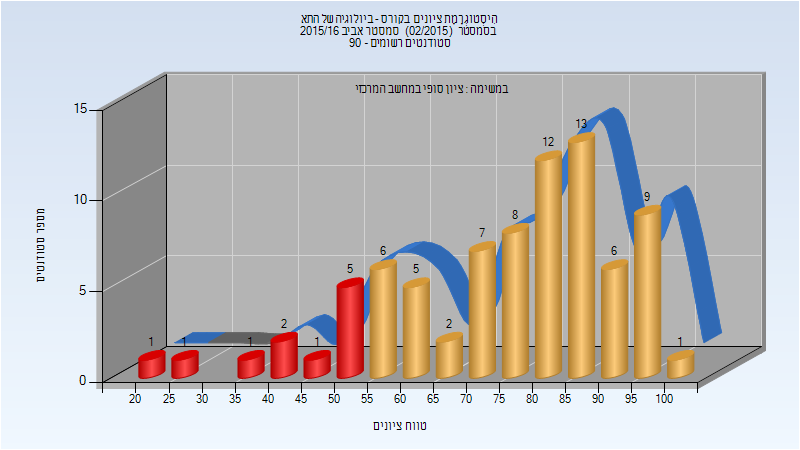 היסטוגרמת ציונים בקורס - ביולוגיה של התא
בסמסטר (02/2015) סמסטר אביב 2015/16
סטודנטים רשומים - 90
במשימה : ציון סופי במחשב המרכזי
מספר סטודנטים
15
10
5
0
1 1 1 2 1 5 6 5 2 7 8 12 13 6 9 1
20 25 30 35 40 45 50 55 60 65 70 75 80 85 90 95 100
טווח ציונים